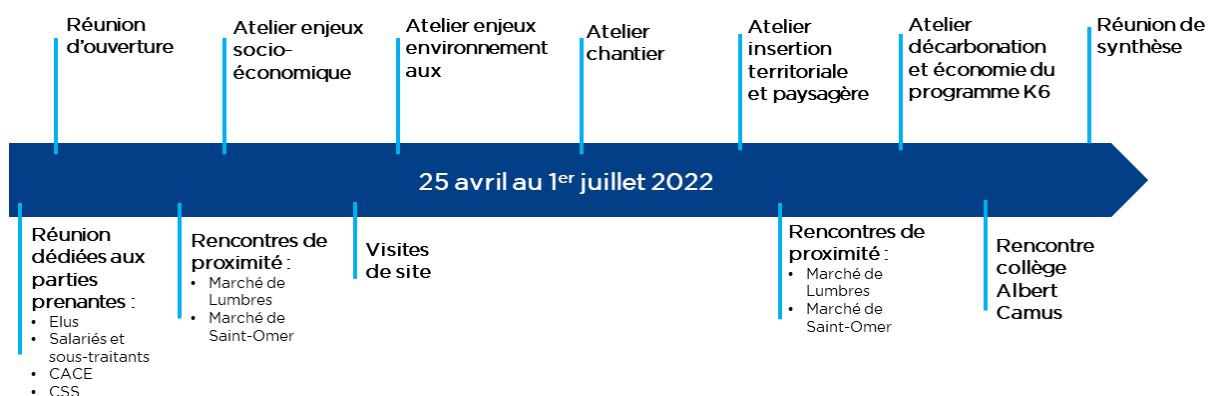 Réunion
d'ouverture
Atelier enjeux
socio-
économique
Atelier enjeux
environnement
aux
Atelier
chantier
Atelier
insertion
territoriale
et paysagère
Atelier
décarbonation
et économie du
programme K6
Réunion de
synthèse
25 avril au 1er juillet 2022
Réunion
dédiées aux
parties
prenantes :
• Elus
• Salariés et
sous-traitants
• CACE
• CSS
Rencontres de
proximité :
• Marché de
Lumbres
• Marché de
Saint-Omer
Visites
de site
Rencontres de
proximité :
• Marché de
Lumbres
• Marché de
Saint-Omer
Rencontre
collège
Albert
Camus